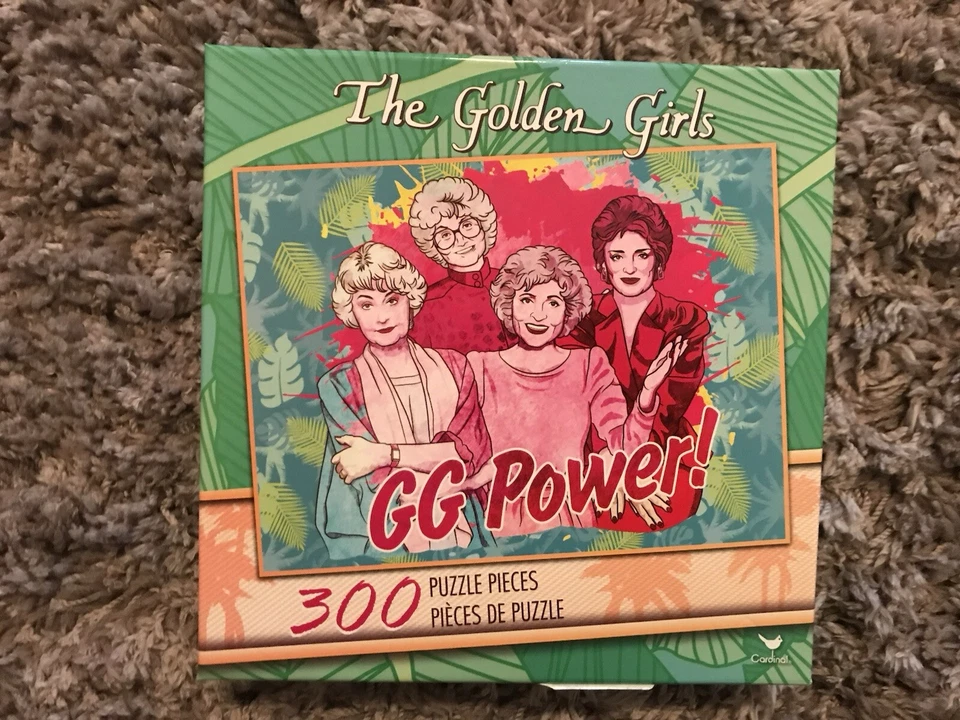 The Golden Girls
GG Power!
300
PUZZLE PIECES
PIÈCES DE PUZZLE
Cardinal